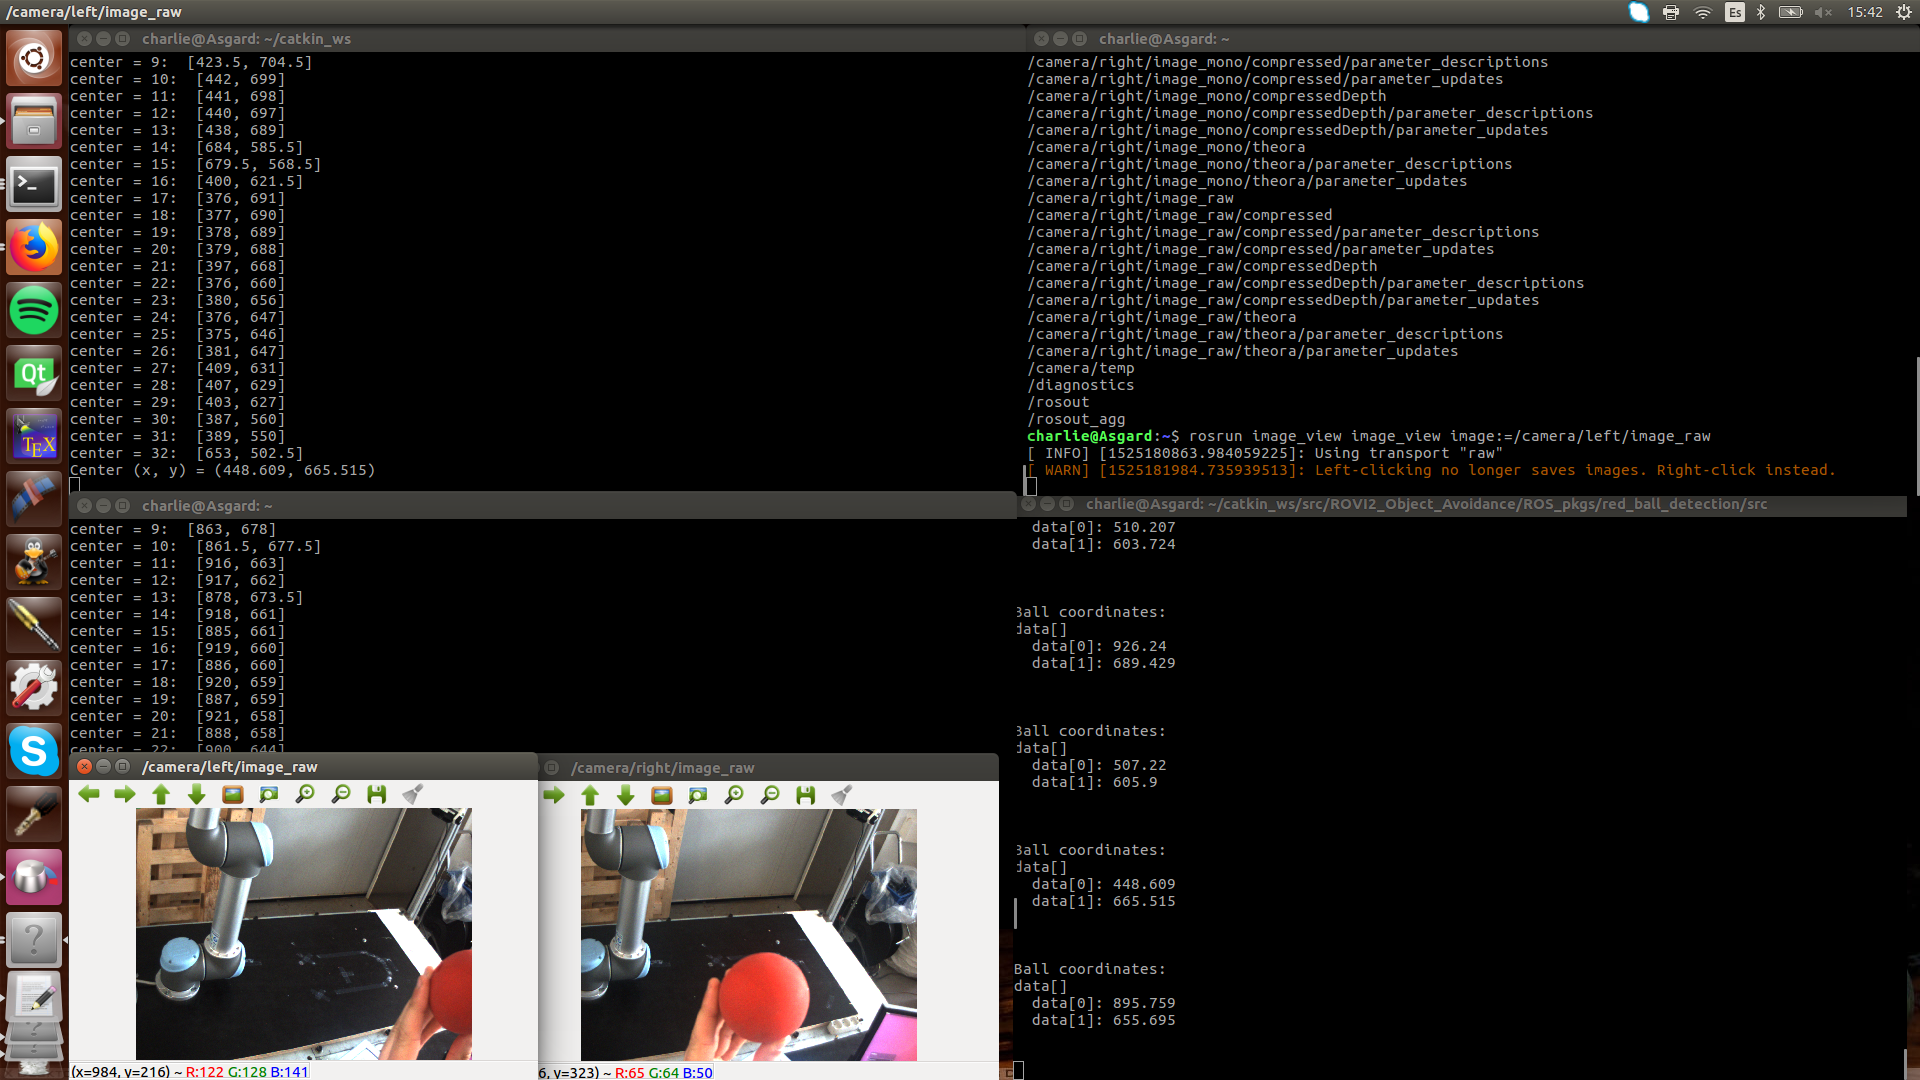 /camera/left/image_raw
Es
15:42
charlie@Asgard: ~/catkin_ws
center = 9:  [423.5, 704.5]
center = 10:  [442, 699]
center = 11:  [441, 698]
center = 12:  [440, 697]
center = 13:  [438, 689]
center = 14:  [684, 585.5]
center = 15:  [679.5, 568.5]
center = 16:  [400, 621.5]
center = 17:  [376, 691]
center = 18:  [377, 690]
center = 19:  [378, 689]
center = 20:  [379, 688]
center = 21:  [397, 668]
center = 22:  [376, 660]
center = 23:  [380, 656]
center = 24:  [376, 647]
center = 25:  [375, 646]
center = 26:  [381, 647]
center = 27:  [409, 631]
center = 28:  [407, 629]
center = 29:  [403, 627]
center = 30:  [387, 560]
center = 31:  [389, 550]
center = 32:  [653, 502.5]
Center (x, y) = (448.609, 665.515)
charlie@Asgard: ~
/camera/right/image_mono/compressed/parameter_descriptions
/camera/right/image_mono/compressed/parameter_updates
/camera/right/image_mono/compressedDepth
/camera/right/image_mono/compressedDepth/parameter_descriptions
/camera/right/image_mono/compressedDepth/parameter_updates
/camera/right/image_mono/theora
/camera/right/image_mono/theora/parameter_descriptions
/camera/right/image_mono/theora/parameter_updates
/camera/right/image_raw
/camera/right/image_raw/compressed
/camera/right/image_raw/compressed/parameter_descriptions
/camera/right/image_raw/compressed/parameter_updates
/camera/right/image_raw/compressedDepth
/camera/right/image_raw/compressedDepth/parameter_descriptions
/camera/right/image_raw/compressedDepth/parameter_updates
/camera/right/image_raw/theora
/camera/right/image_raw/theora/parameter_descriptions
/camera/right/image_raw/theora/parameter_updates
/camera/temp
/diagnostics
/rosout
/rosout_agg
charlie@Asgard:~$ rosrun image_view image_view image:=/camera/left/image_raw
[ INFO] [1525180863.984059225]: Using transport "raw"
[ WARN] [1525181984.735939513]: Left-clicking no longer saves images. Right-click instead.
charlie@Asgard: ~
center = 9:  [863, 678]
center = 10:  [861.5, 677.5]
center = 11:  [916, 663]
center = 12:  [917, 662]
center = 13:  [878, 673.5]
center = 14:  [918, 661]
center = 15:  [885, 661]
center = 16:  [919, 660]
center = 17:  [886, 660]
center = 18:  [920, 659]
center = 19:  [887, 659]
center = 20:  [921, 658]
center = 21:  [888, 658]
center = 22:  [900, 644]
charlie@Asgard: ~/catkin_ws/src/ROVI2_Object_Avoidance/ROS_pkgs/red_ball_detection/src
data[0]: 510.207
data[1]: 603.724
Ball coordinates:
data[]
data[0]: 926.24
data[1]: 689.429
Ball coordinates:
data[]
data[0]: 507.22
data[1]: 605.9
Ball coordinates:
data[]
data[0]: 448.609
data[1]: 665.515
Ball coordinates:
data[]
data[0]: 895.759
data[1]: 655.695
/camera/left/image_raw
(x=984, y=216) ~ R:122 G:128 B:141
/camera/right/image_raw
6, y=323) ~ R:65 G:64 B:50
Qt
TEX